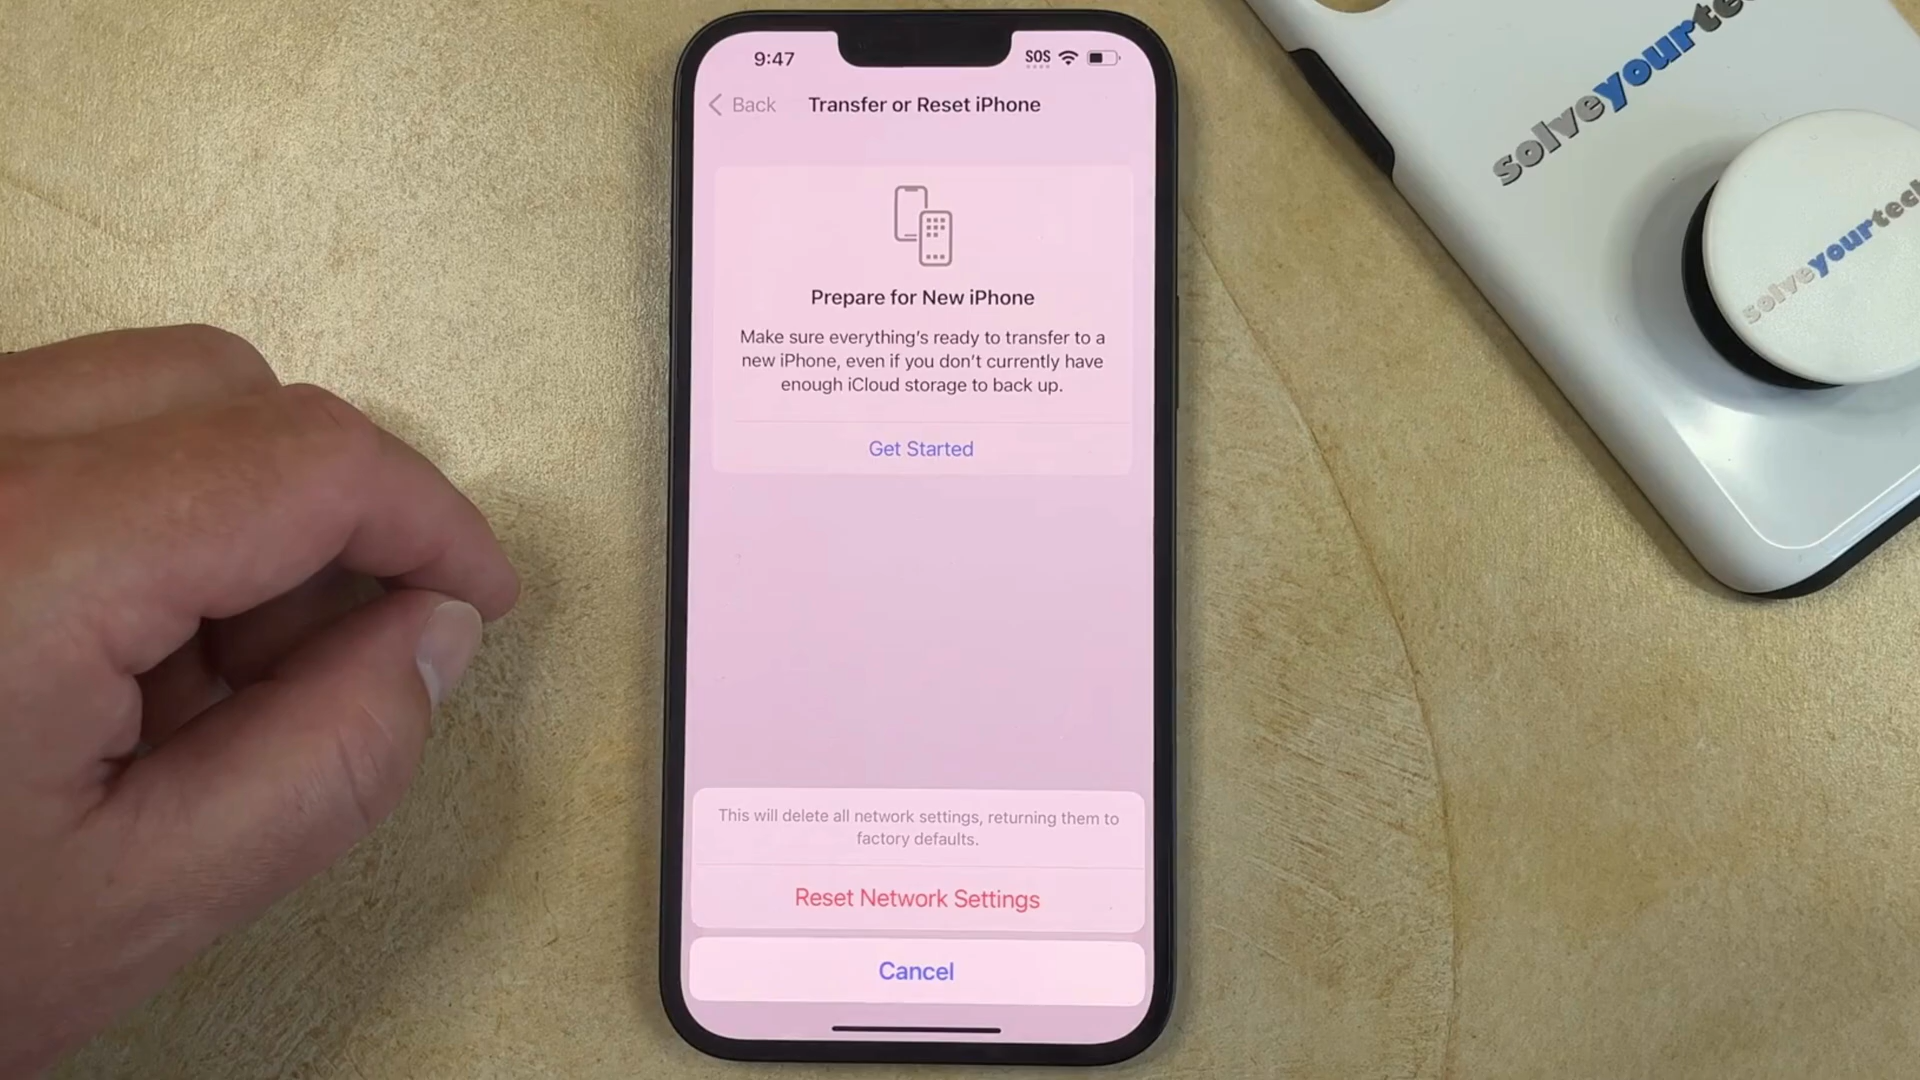 9:47
SOS
Back
Transfer or Reset iPhone
Prepare for New iPhone
Make sure everything's ready to transfer to a
new iPhone, even if you don't currently have
enough iCloud storage to back up.
Get Started
This will delete all network settings, returning them to
factory defaults.
Reset Network Settings
Cancel
solveyourte
solveyourtech